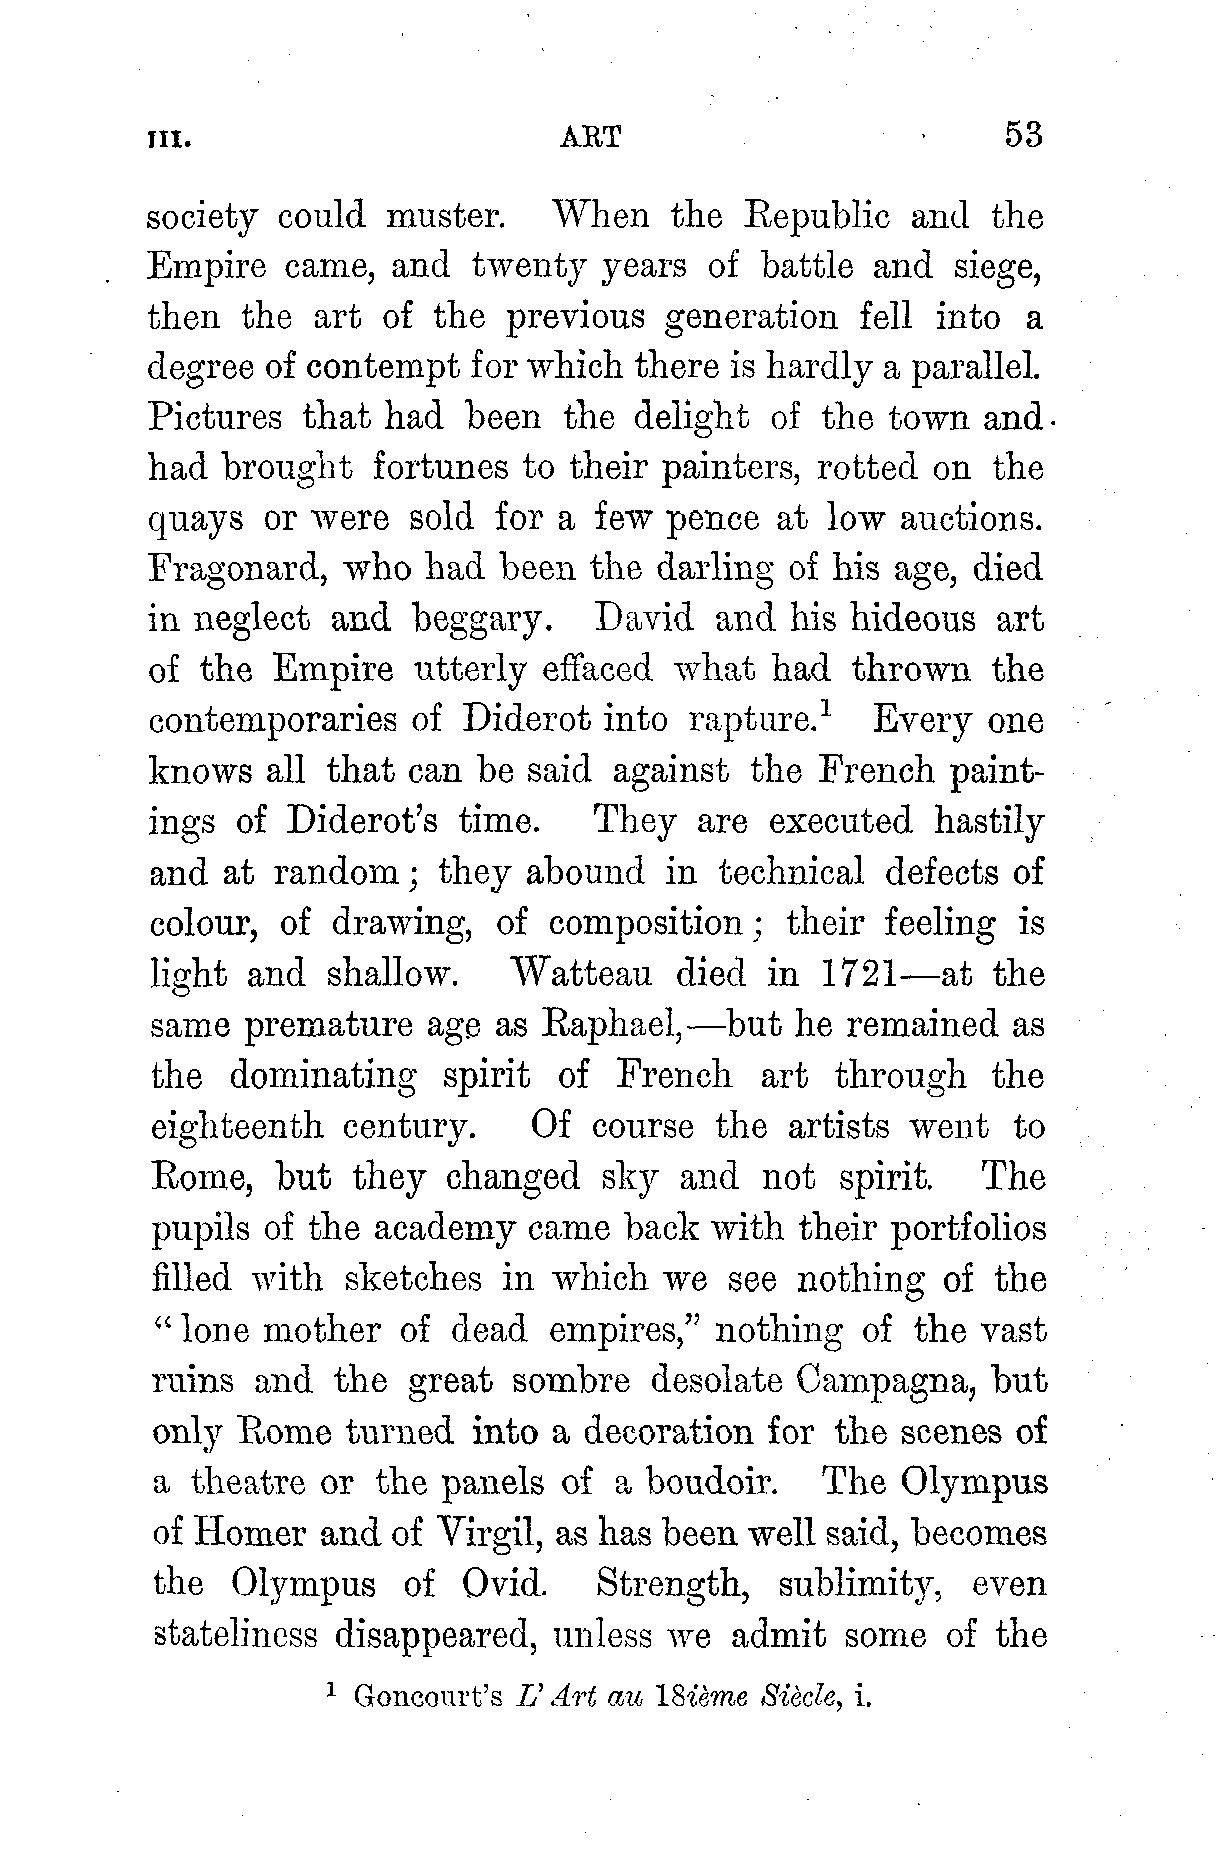 III. ART 53
society could muster. When the Republic and the
Empire came, and twenty years of battle and siege,
then the art of the previous generation fell into a
degree of contempt for which there is hardly a parallel.
Pictures that had been the delight of the town and
had brought fortunes to their painters, rotted on the
quays or were sold for a few pence at low auctions.
Fragonard, who had been the darling of his age, died
in neglect and beggary. David and his hideous art
of the Empire utterly effaced what had thrown the
contemporaries of Diderot into rapture.¹ Every one
knows all that can be said against the French paint-
ings of Diderot's time. They are executed hastily
and at random; they abound in technical defects of
colour, of drawing, of composition; their feeling is
light and shallow. Watteau died in 1721—at the
same premature age as Raphael,—but he remained as
the dominating spirit of French art through the
eighteenth century. Of course the artists went to
Rome, but they changed sky and not spirit. The
pupils of the academy came back with their portfolios
filled with sketches in which we see nothing of the
"lone mother of dead empires," nothing of the vast
ruins and the great sombre desolate Campagna, but
only Rome turned into a decoration for the scenes of
a theatre or the panels of a boudoir. The Olympus
of Homer and of Virgil, as has been well said, becomes
the Olympus of Ovid. Strength, sublimity, even
stateliness disappeared, unless we admit some of the
¹ Goncourt's L'Art au 18ième Siècle, i.